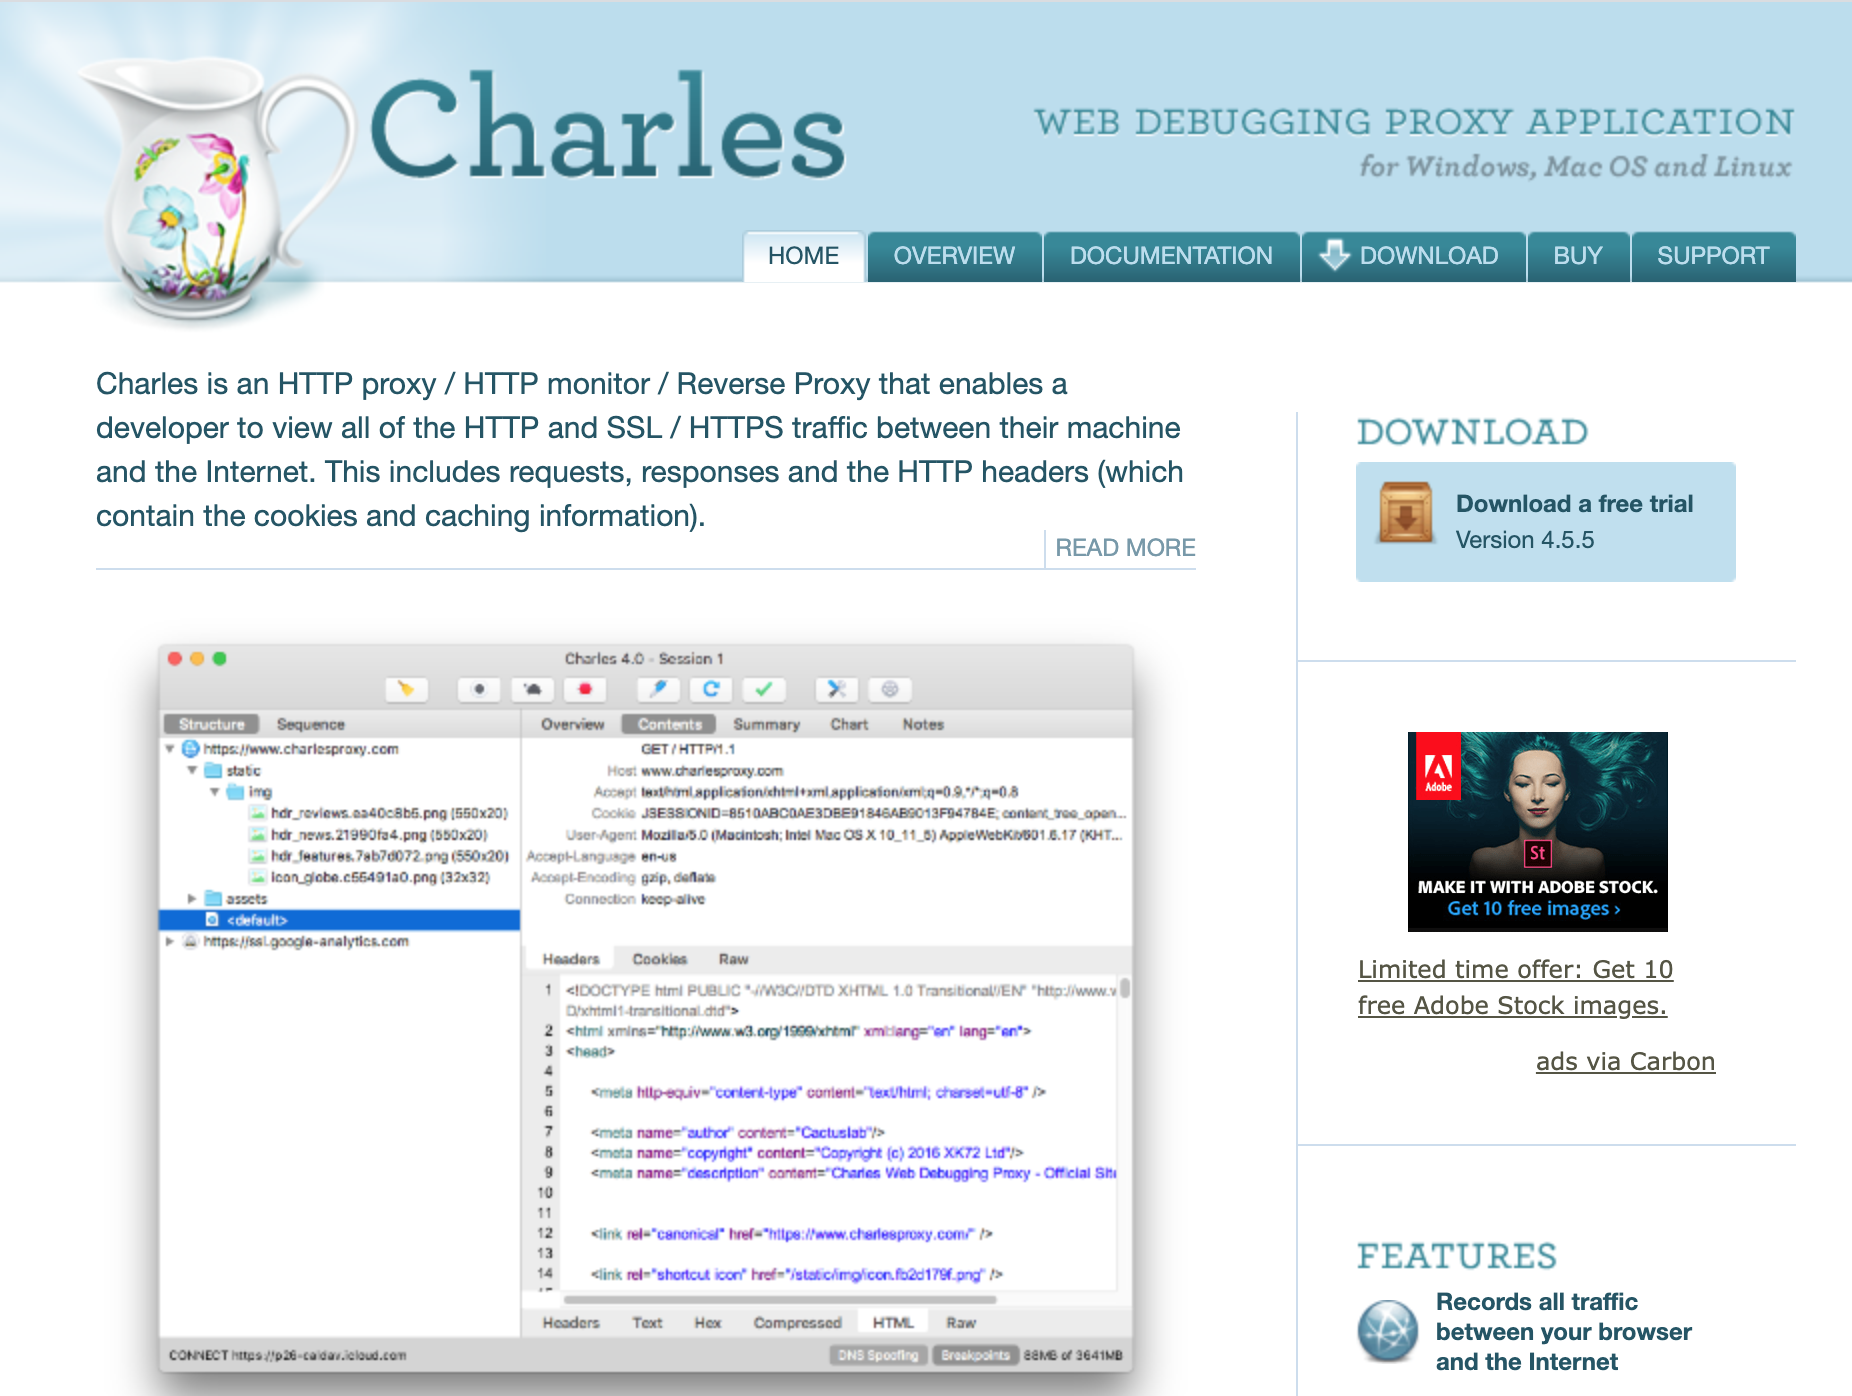 Charles
WEB DEBUGGING PROXY APPLICATION
for Windows, Mac OS and Linux
HOME
OVERVIEW
DOCUMENTATION
DOWNLOAD
BUY
SUPPORT
Charles is an HTTP proxy / HTTP monitor / Reverse Proxy that enables a
developer to view all of the HTTP and SSL / HTTPS traffic between their machine
and the Internet. This includes requests, responses and the HTTP headers (which
contain the cookies and caching information).
READ MORE
Charles 4.0 - Session 1
Structure
Sequence
https://www.charlesproxy.com
static
img
hdr_reviews.ea40c8b5.png (550x20)
hdr_news.21990fa4.png (550x20)
hdr_features.7ab7d072.png (550x20)
icon_globe.c55491a0.png (32x32)
assets
<default>
https://ssl.google-analytics.com
Overview
Contents
Summary
Chart
Notes
GET / HTTP/1.1
Host www.charlesproxy.com
Accept text/html,application/xhtml+xml,application/xml;q=0.9,*/*;q=0.8
Cookie JSESSIONID=8510ABC0AE3DBE91846AB9013F94784E; content_tree_open...
User-Agent Mozilla/5.0 (Macintosh; Intel Mac OS X 10_11_5) AppleWebKit/601.6.17 (KHT...
Accept-Language en-us
Accept-Encoding gzip, deflate
Connection keep-alive
Headers
Cookies
Raw
1 <!DOCTYPE html PUBLIC "-//W3C//DTD XHTML 1.0 Transitional//EN" "http://www.v
D/xhtml1-transitional.dtd">
2 <html xmlns="http://www.w3.org/1999/xhtml" xml:lang="en" lang="en">
3 <head>
4
5 <meta http-equiv="content-type" content="text/html; charset=utf-8" />
6
7 <meta name="author" content="Cactuslab"/>
8 <meta name="copyright" content="Copyright (c) 2016 XK72 Ltd"/>
9 <meta name="description" content="Charles Web Debugging Proxy - Official Site
10
11
12 <link rel="canonical" href="https://www.charlesproxy.com/" />
13
14 <link rel="shortcut icon" href="/static/img/icon.fb2d179f.png" />
Headers
Text
Hex
Compressed
HTML
Raw
CONNECT https://p26-caldav.icloud.com
DNS Spoofing
Breakpoints
88MB of 3641MB
DOWNLOAD
Download a free trial
Version 4.5.5
Adobe
St
MAKE IT WITH ADOBE STOCK.
Get 10 free images ›
Limited time offer: Get 10
free Adobe Stock images.
ads via Carbon
FEATURES
Records all traffic
between your browser
and the Internet